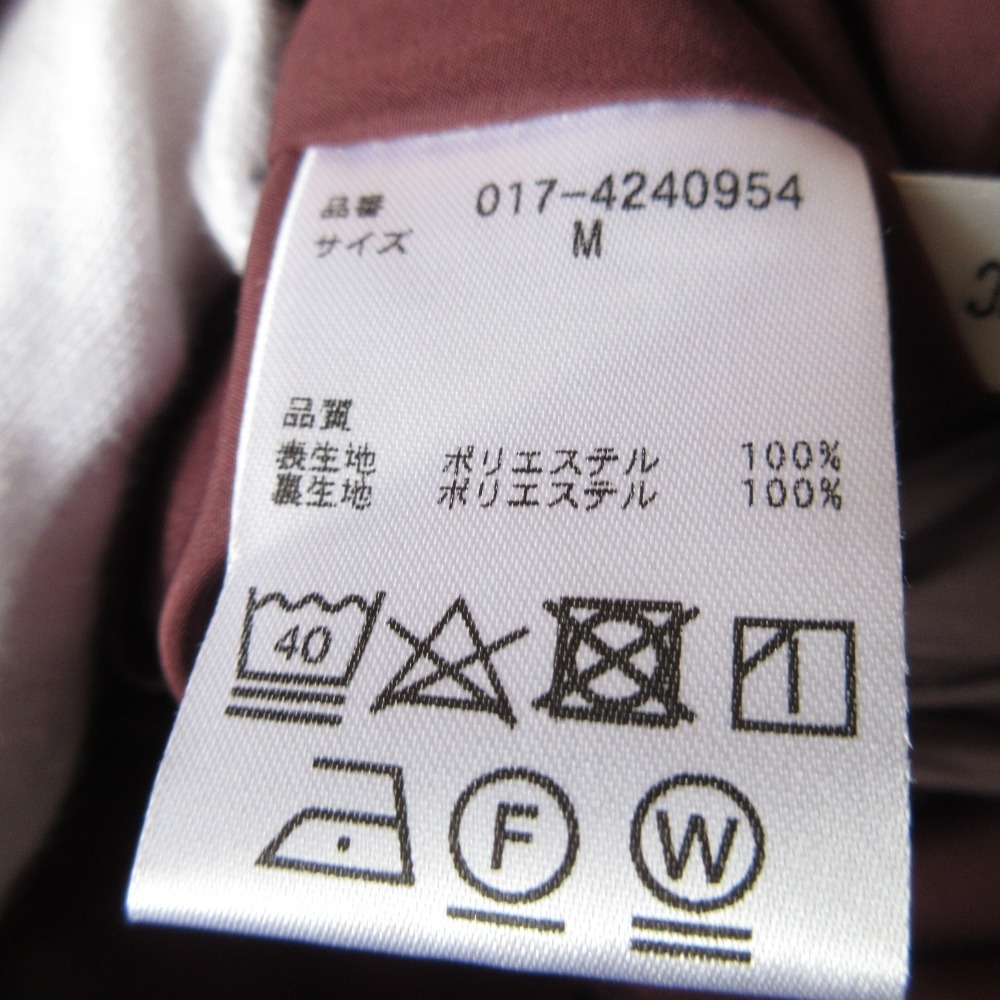 品番 017-4240954
サイズ M
品質
表生地 ポリエステル 100%
裏生地 ポリエステル 100%
40
F W